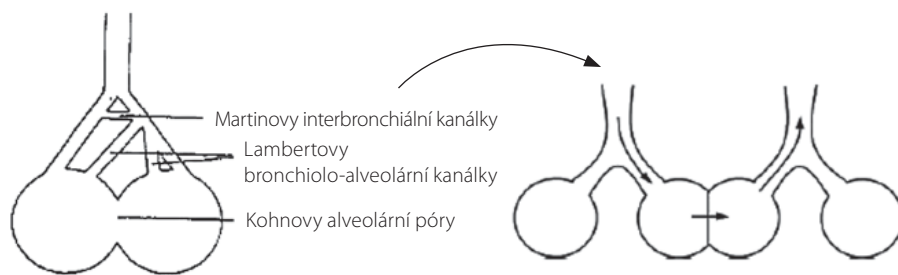 Martinovy interbronchiální kanálky
Lambertovy
bronchiolo-alveolární kanálky
Kohnovy alveolární póry